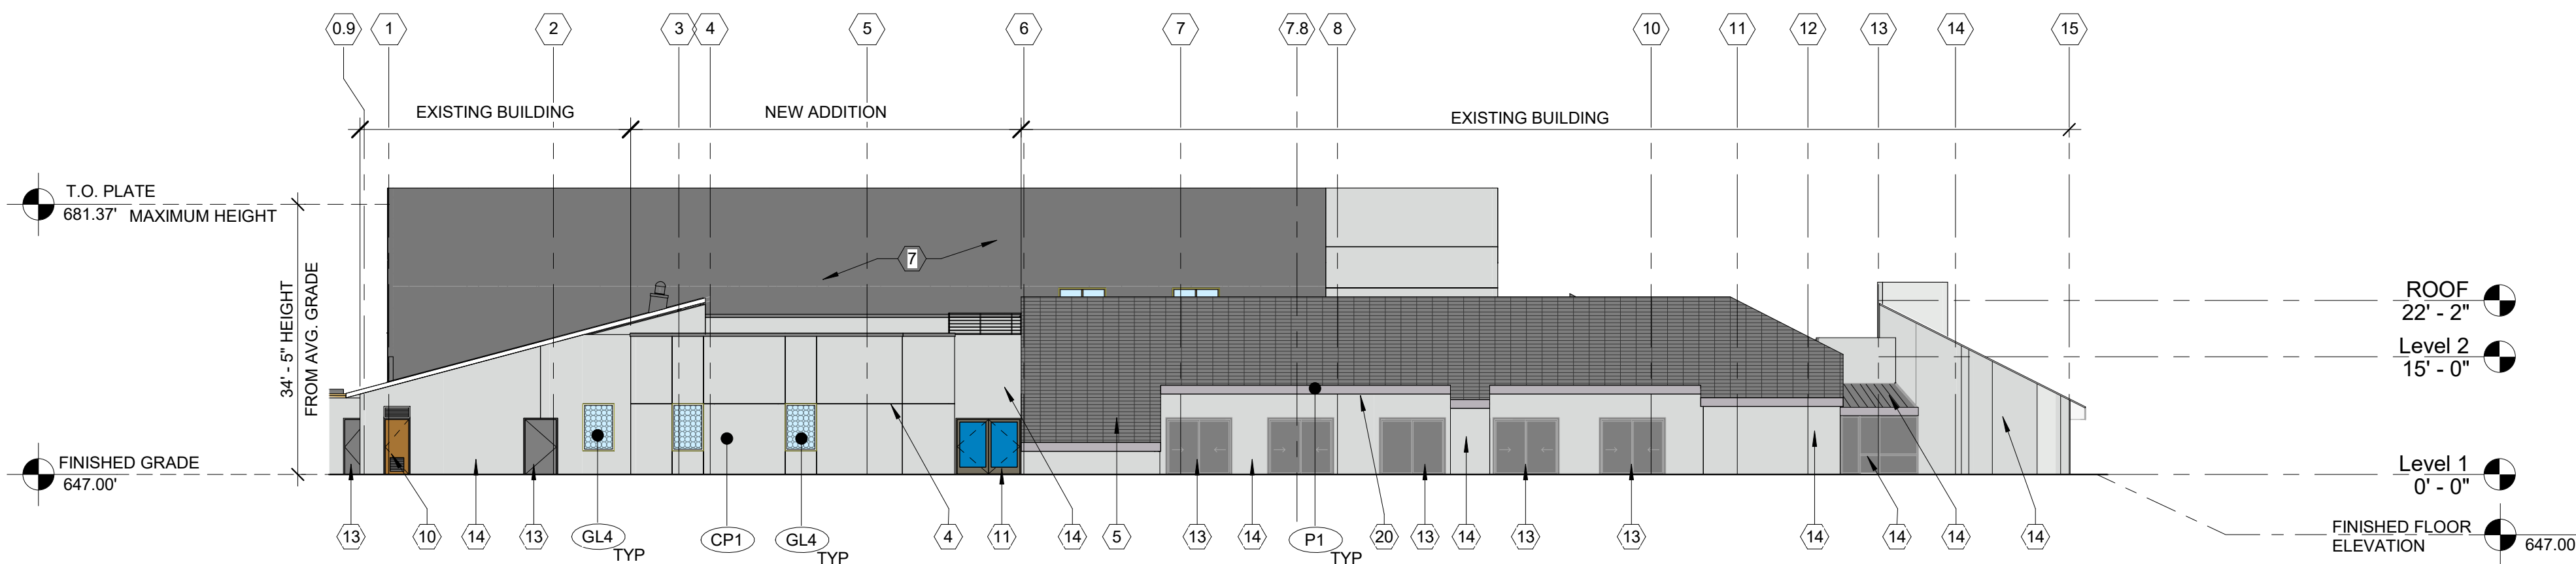 0.9 1 2 3 4 5 6 7 7.8 8 10 11 12 13 14 15
EXISTING BUILDING NEW ADDITION EXISTING BUILDING
T.O. PLATE
681.37' MAXIMUM HEIGHT
34' - 5" HEIGHT
FROM AVG. GRADE
7
ROOF
22' - 2"
Level 2
15' - 0"
FINISHED GRADE
647.00'
Level 1
0' - 0"
13 10 14 13 GL4 TYP CP1 GL4 TYP 4 11 14 5 13 14 P1 TYP 20 13 14 13 13 14 14 14 14
FINISHED FLOOR
ELEVATION
647.00